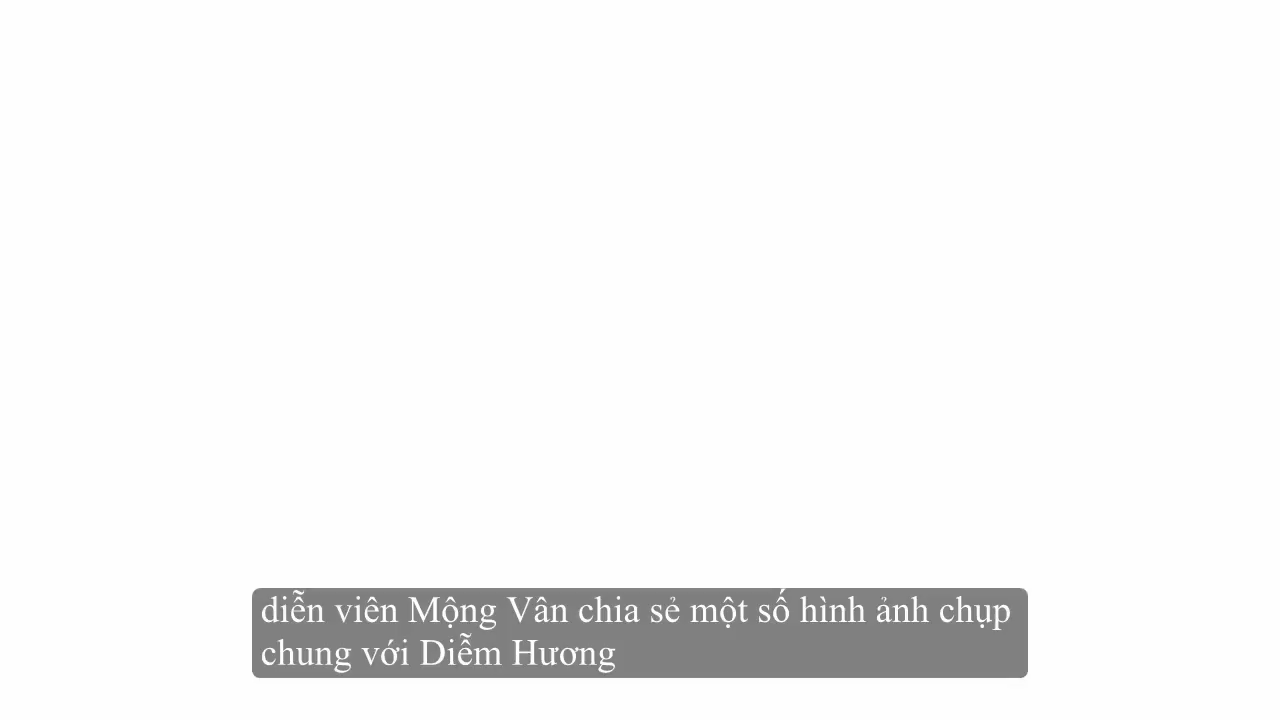 diễn viên Mộng Vân chia sẻ một số hình ảnh chụp
chung với Diễm Hương